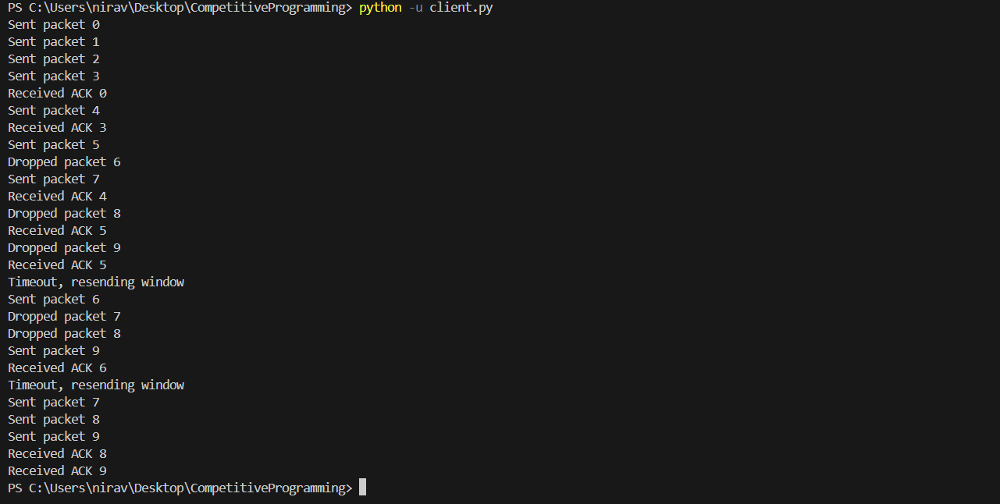 PS C:\Users\nirav\Desktop\CompetitiveProgramming> python -u client.py
Sent packet 0
Sent packet 1
Sent packet 2
Sent packet 3
Received ACK 0
Sent packet 4
Received ACK 3
Sent packet 5
Dropped packet 6
Sent packet 7
Received ACK 4
Dropped packet 8
Received ACK 5
Dropped packet 9
Received ACK 5
Timeout, resending window
Sent packet 6
Dropped packet 7
Dropped packet 8
Sent packet 9
Received ACK 6
Timeout, resending window
Sent packet 7
Sent packet 8
Sent packet 9
Received ACK 8
Received ACK 9
PS C:\Users\nirav\Desktop\CompetitiveProgramming>